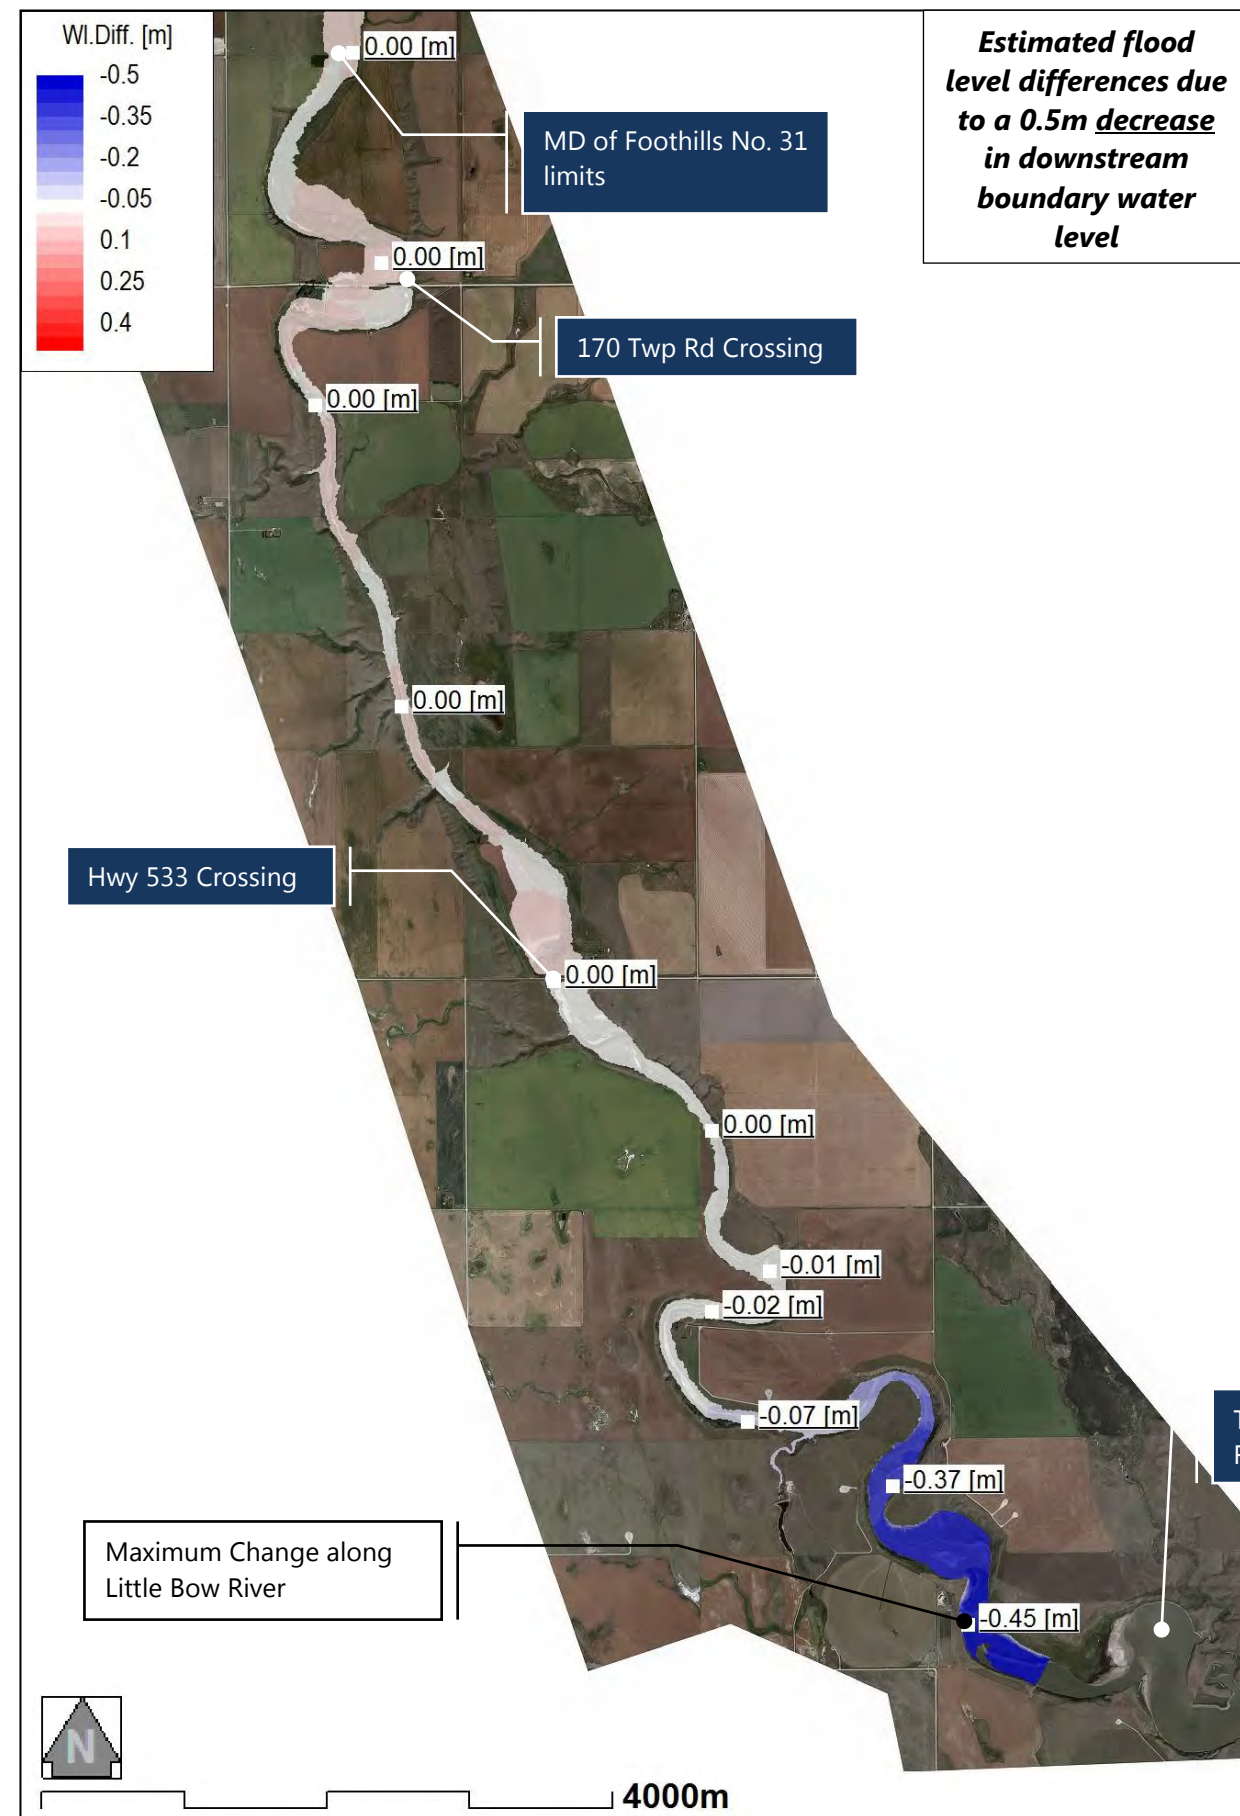 Wl.Diff. [m]
-0.5
-0.35
-0.2
-0.05
0.1
0.25
0.4
Estimated flood
level differences due
to a 0.5m decrease
in downstream
boundary water
level
0.00 [m]
MD of Foothills No. 31
limits
0.00 [m]
170 Twp Rd Crossing
0.00 [m]
0.00 [m]
Hwy 533 Crossing
0.00 [m]
0.00 [m]
-0.01 [m]
-0.02 [m]
-0.07 [m]
-0.37 [m]
Maximum Change along
Little Bow River
-0.45 [m]
N
4000m